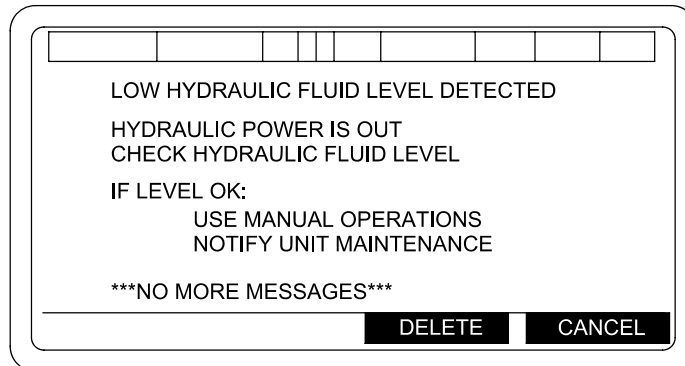 LOW HYDRAULIC FLUID LEVEL DETECTED
HYDRAULIC POWER IS OUT
CHECK HYDRAULIC FLUID LEVEL
IF LEVEL OK:
USE MANUAL OPERATIONS
NOTIFY UNIT MAINTENANCE
***NO MORE MESSAGES***
DELETE CANCEL